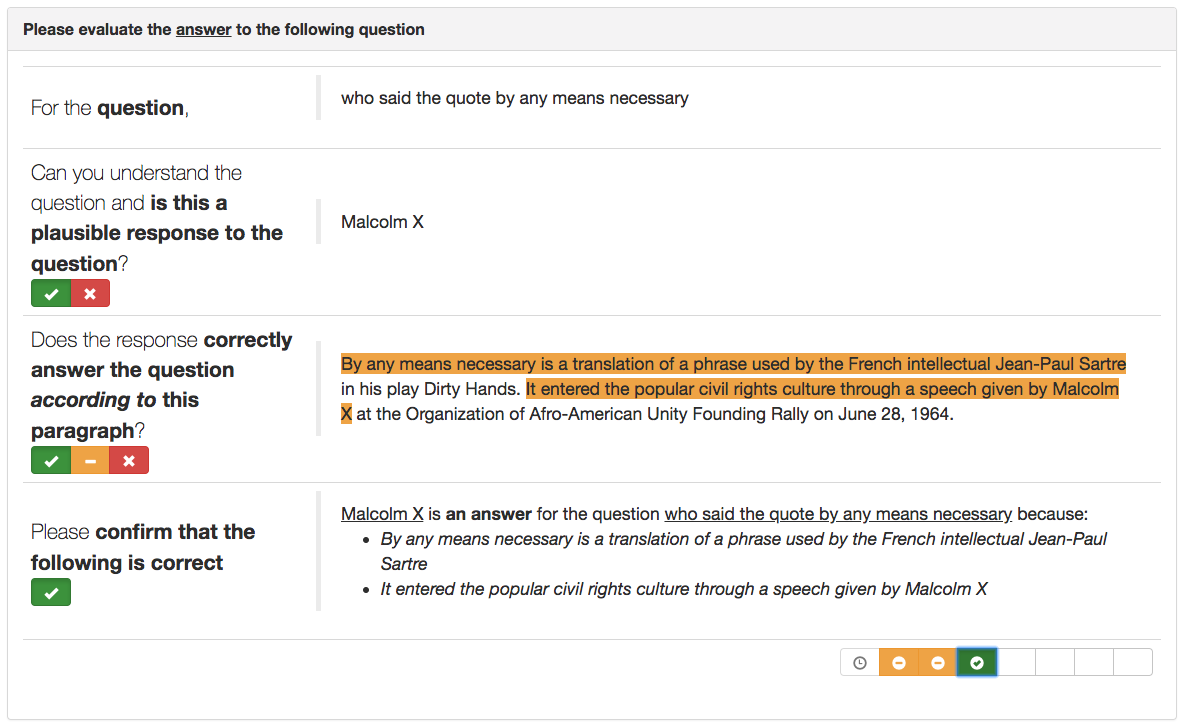 Please evaluate the answer to the following question
For the question,
who said the quote by any means necessary
Can you understand the
question and is this a
plausible response to the
question?
Malcolm X
Does the response correctly
answer the question
according to this
paragraph?
By any means necessary is a translation of a phrase used by the French intellectual Jean-Paul Sartre
in his play Dirty Hands. It entered the popular civil rights culture through a speech given by Malcolm
X at the Organization of Afro-American Unity Founding Rally on June 28, 1964.
Please confirm that the
following is correct
Malcolm X is an answer for the question who said the quote by any means necessary because:
• By any means necessary is a translation of a phrase used by the French intellectual Jean-Paul
Sartre
• It entered the popular civil rights culture through a speech given by Malcolm X